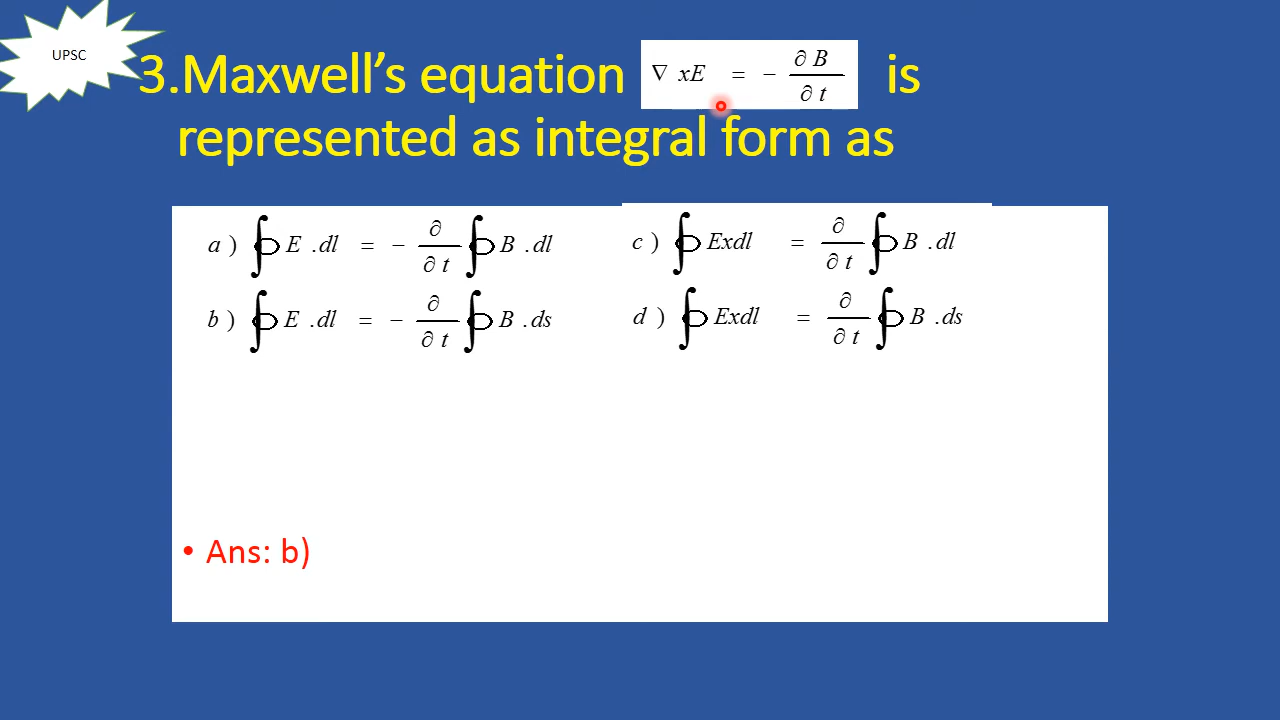 UPSC
3.Maxwell's equation ∇ xE = − ∂ B / ∂ t is
represented as integral form as
a ) ∮ E .dl = − ∂ / ∂ t ∮ B .dl
b ) ∮ E .dl = − ∂ / ∂ t ∮ B .ds
c ) ∮ Exdl = ∂ / ∂ t ∮ B .dl
d ) ∮ Exdl = ∂ / ∂ t ∮ B .ds
• Ans: b)